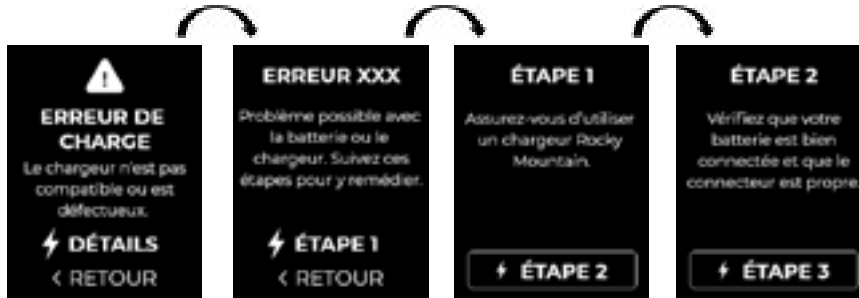 ERREUR DE
CHARGE
Le chargeur n'est pas
compatible ou est
défectueux.
DÉTAILS
< RETOUR
ERREUR XXX
Problème possible avec
la batterie ou le
chargeur. Suivez ces
étapes pour y remédier.
ÉTAPE 1
< RETOUR
ÉTAPE 1
Assurez-vous d'utiliser
un chargeur Rocky
Mountain.
ÉTAPE 2
ÉTAPE 2
Vérifiez que votre
batterie est bien
connectée et que le
connecteur est propre.
ÉTAPE 3